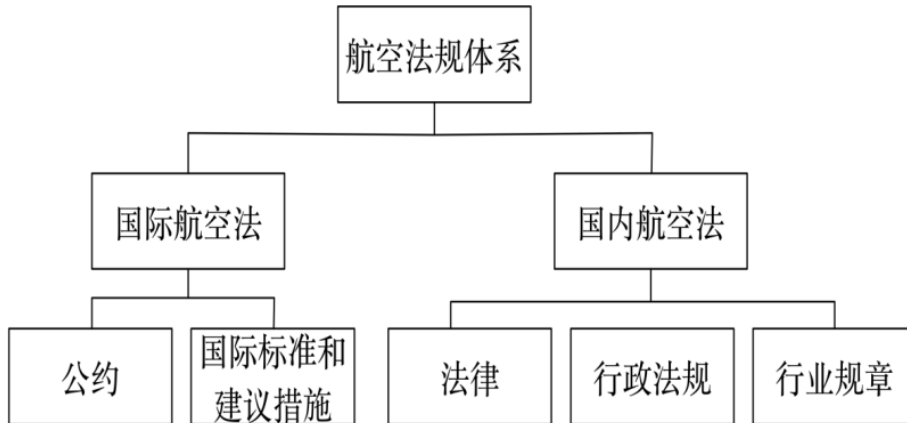 航空法规体系
国际航空法
国内航空法
公约
国际标准和
建议措施
法律
行政法规
行业规章